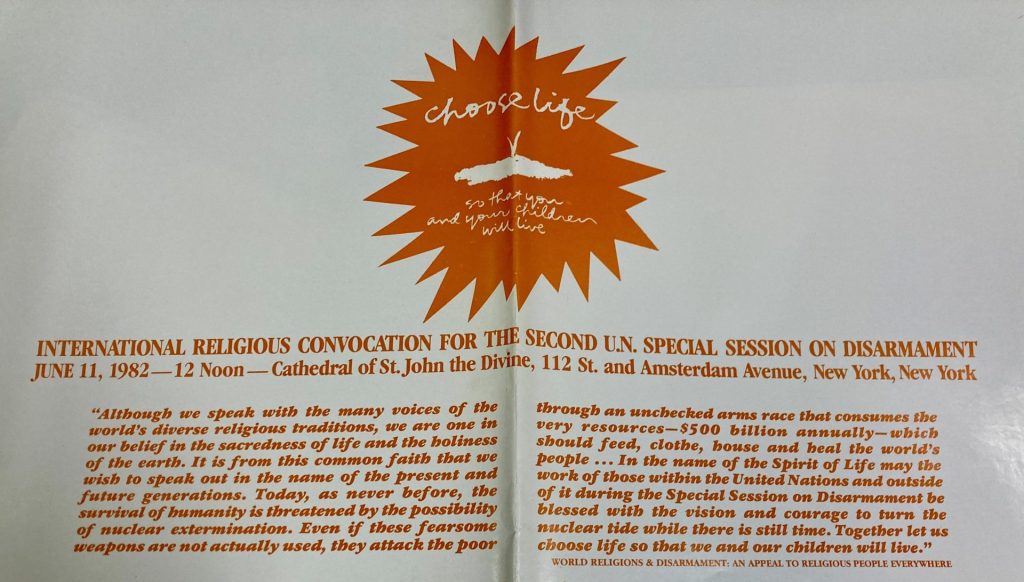 choose life
so that you
and your children
will live
INTERNATIONAL RELIGIOUS CONVOCATION FOR THE SECOND U.N. SPECIAL SESSION ON DISARMAMENT
JUNE 11, 1982—12 Noon—Cathedral of St. John the Divine, 112 St. and Amsterdam Avenue, New York, New York
“Although we speak with the many voices of the
world's diverse religious traditions, we are one in
our belief in the sacredness of life and the holiness
of the earth. It is from this common faith that we
wish to speak out in the name of the present and
future generations. Today, as never before, the
survival of humanity is threatened by the possibility
of nuclear extermination. Even if these fearsome
weapons are not actually used, they attack the poor
through an unchecked arms race that consumes the
very resources—$500 billion annually—which
should feed, clothe, house and heal the world's
people ... In the name of the Spirit of Life may the
work of those within the United Nations and outside
of it during the Special Session on Disarmament be
blessed with the vision and courage to turn the
nuclear tide while there is still time. Together let us
choose life so that we and our children will live.”
WORLD RELIGIONS & DISARMAMENT: AN APPEAL TO RELIGIOUS PEOPLE EVERYWHERE